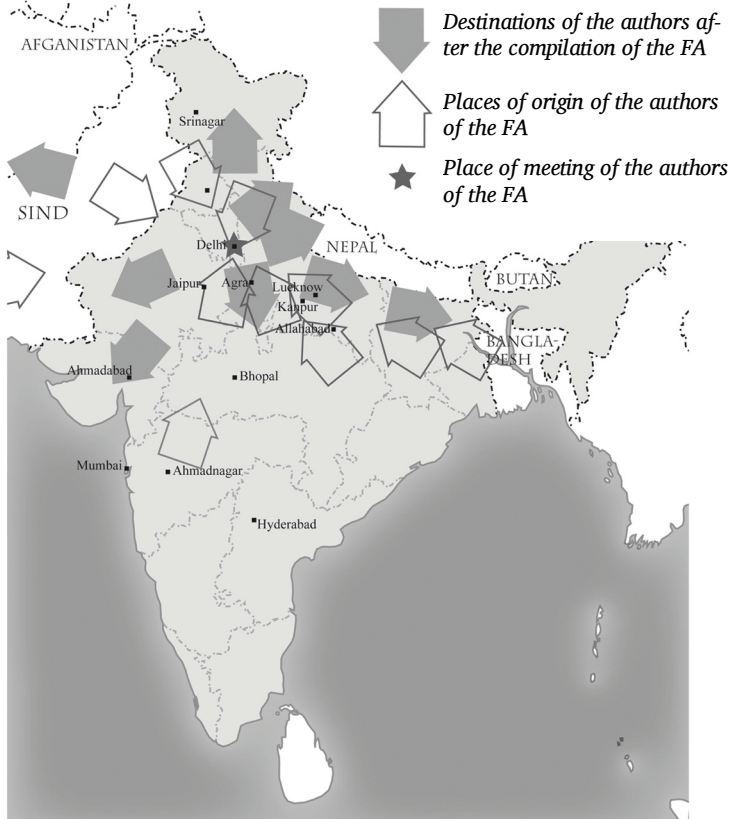 Destinations of the authors af-
ter the compilation of the FA
Places of origin of the authors
of the FA
Place of meeting of the authors
of the FA
AFGANISTAN
Srinagar
SIND
Delhi
NEPAL
Jaipur
Agra
Lucknow
Kanpur
BUTAN
Allahabad
BANGLA-
DESH
Ahmadabad
Bhopal
Mumbai
Ahmadnagar
Hyderabad